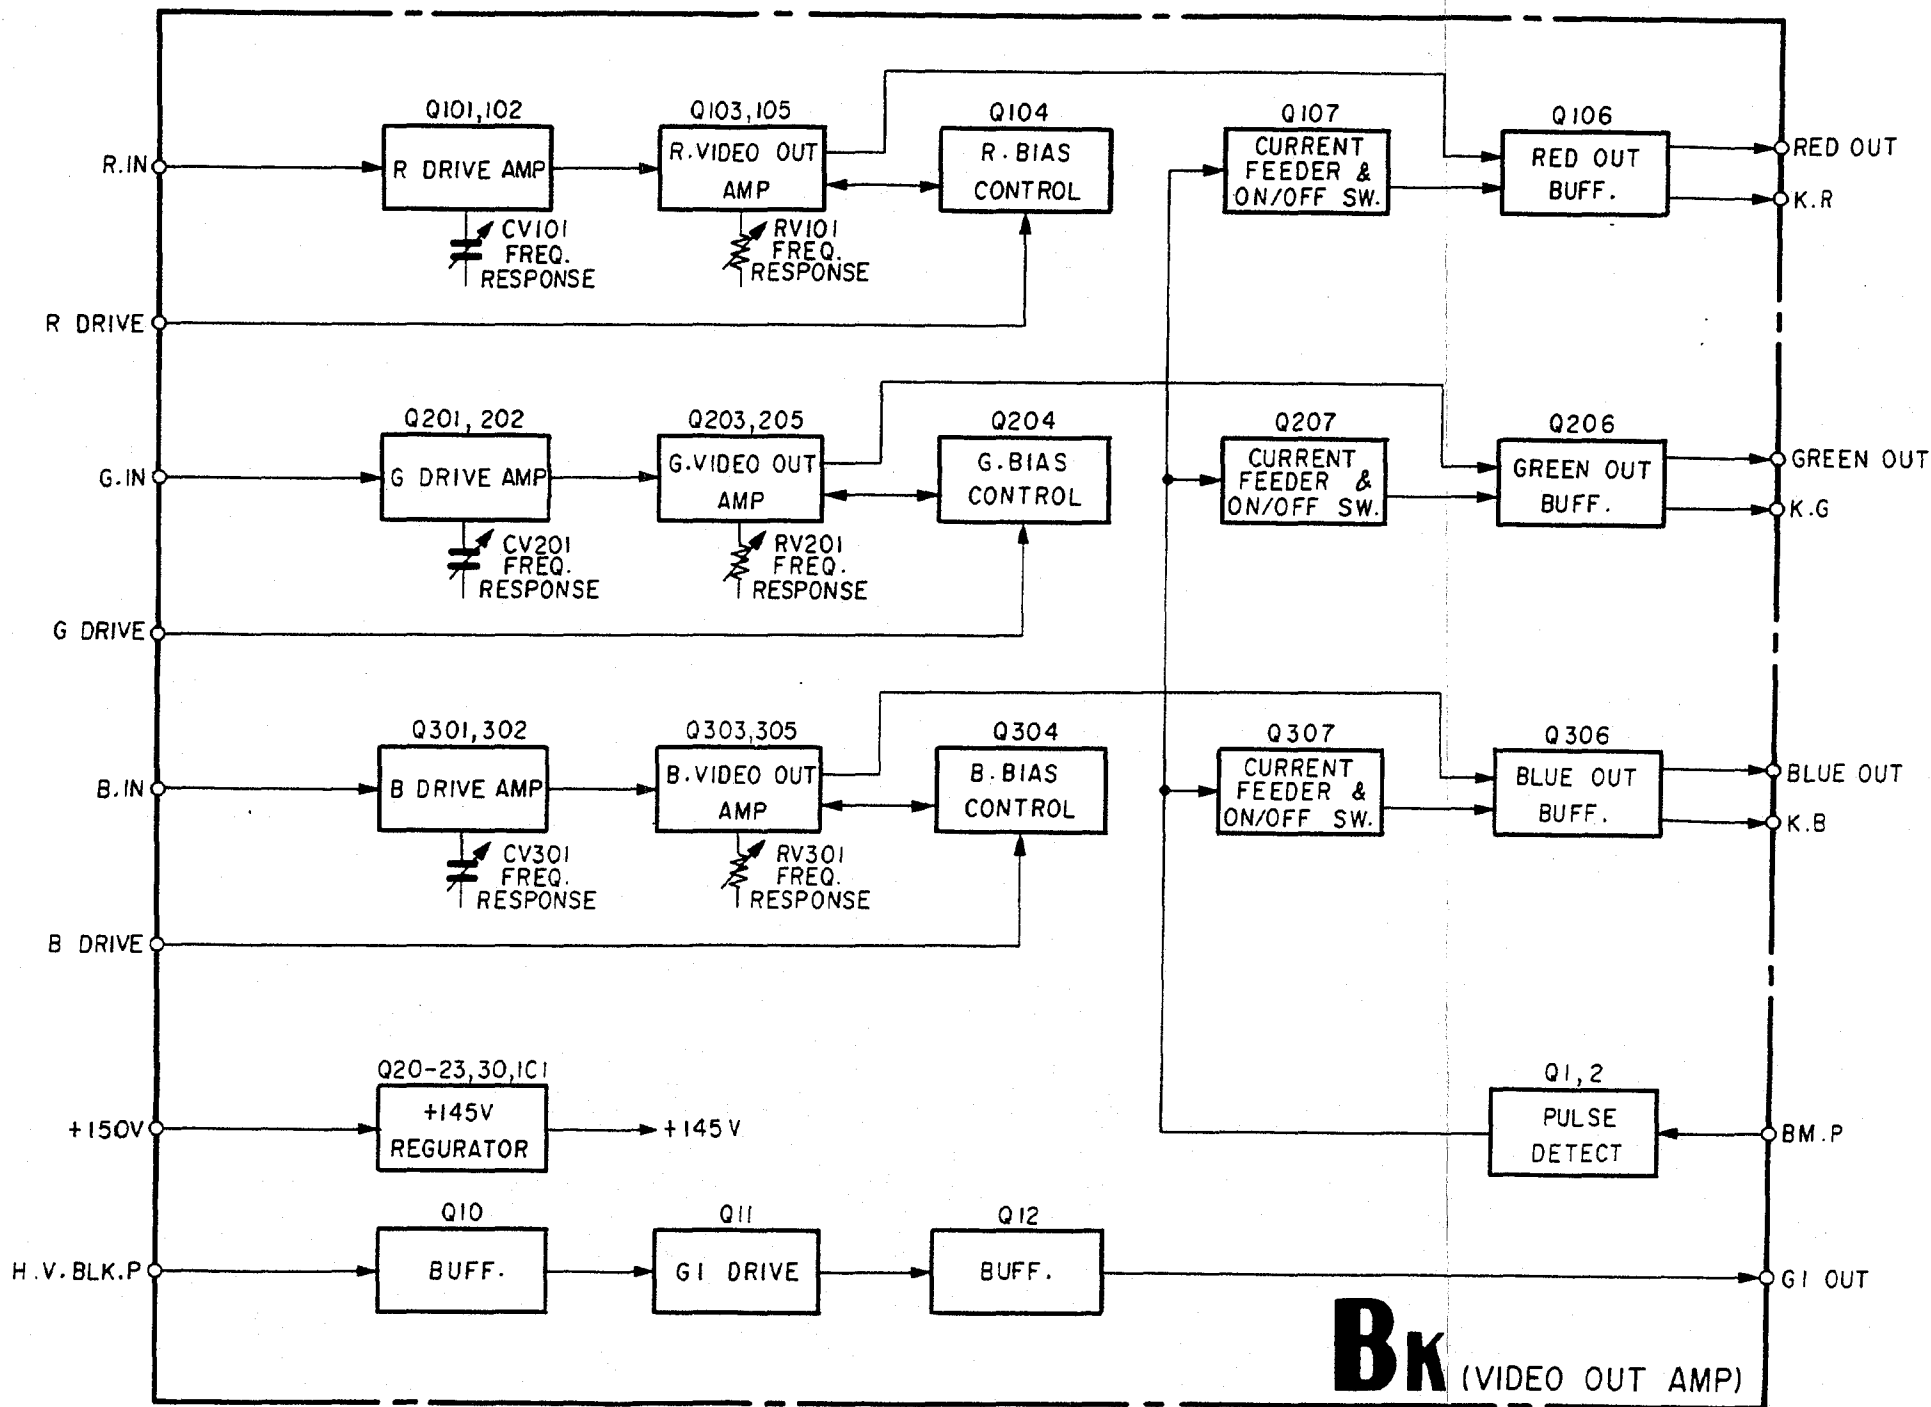 Q101,102
Q103,105
Q104
Q107
Q106
R.IN
R DRIVE AMP
R.VIDEO OUT
AMP
R.BIAS
CONTROL
CURRENT
FEEDER &
ON/OFF SW.
RED OUT
BUFF.
RED OUT
K.R
CV101
FREQ.
RESPONSE
RV101
FREQ.
RESPONSE
R DRIVE
Q201,202
Q203,205
Q204
Q207
Q206
G.IN
G DRIVE AMP
G.VIDEO OUT
AMP
G.BIAS
CONTROL
CURRENT
FEEDER &
ON/OFF SW.
GREEN OUT
BUFF.
GREEN OUT
K.G
CV201
FREQ.
RESPONSE
RV201
FREQ.
RESPONSE
G DRIVE
Q301,302
Q303,305
Q304
Q307
Q306
B.IN
B DRIVE AMP
B.VIDEO OUT
AMP
B.BIAS
CONTROL
CURRENT
FEEDER &
ON/OFF SW.
BLUE OUT
BUFF.
BLUE OUT
K.B
CV301
FREQ.
RESPONSE
RV301
FREQ.
RESPONSE
B DRIVE
Q20-23,30,IC1
+150V
+145V
REGURATOR
+145V
Q1,2
PULSE
DETECT
BM.P
Q10
Q11
Q12
H.V.BLK.P
BUFF.
G1 DRIVE
BUFF.
G1 OUT
BK (VIDEO OUT AMP)